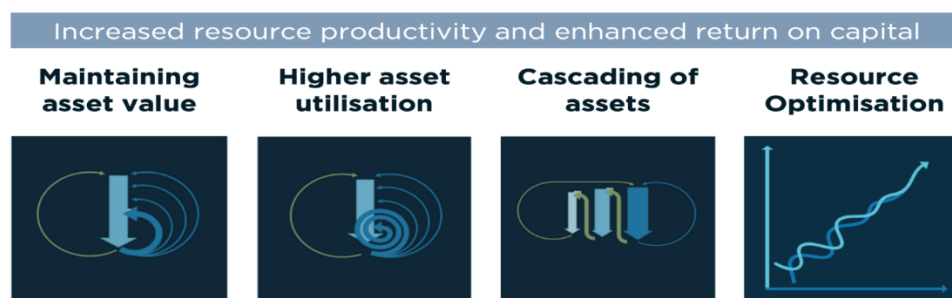 Increased resource productivity and enhanced return on capital
Maintaining
asset value
Higher asset
utilisation
Cascading of
assets
Resource
Optimisation